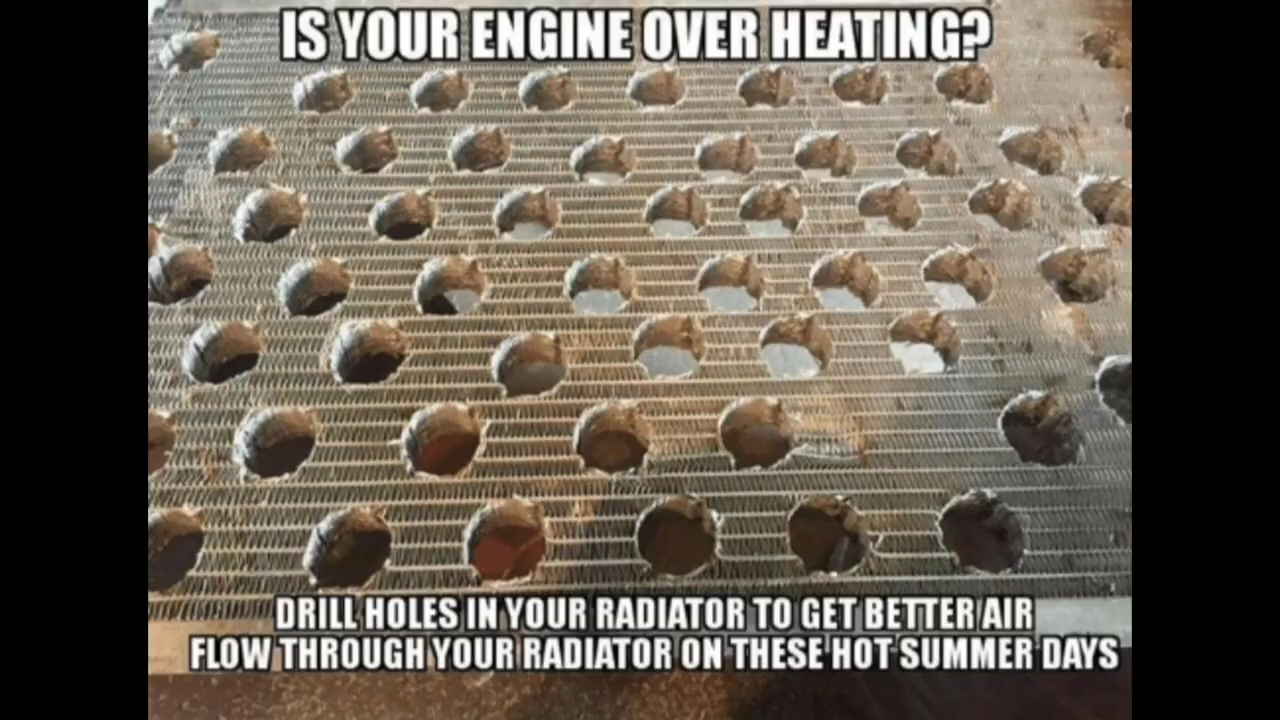 IS YOUR ENGINE OVER HEATING?
DRILL HOLES IN YOUR RADIATOR TO GET BETTER AIR
FLOW THROUGH YOUR RADIATOR ON THESE HOT SUMMER DAYS